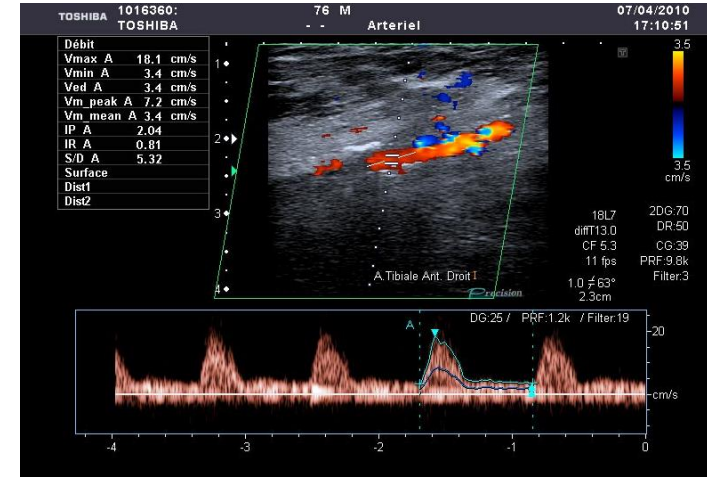 TOSHIBA 1016360: 76 M 07/04/2010
TOSHIBA - - Arteriel 17:10:51
Débit
Vmax A 18.1 cm/s
Vmin A 3.4 cm/s
Ved A 3.4 cm/s
Vm_peak A 7.2 cm/s
Vm_mean A 3.4 cm/s
IP A 2.04
IR A 0.81
S/D A 5.32
Surface
Dist1
Dist2
1
2
3
4
3.5
3.5
cm/s
18L7
diffT13.0
CF 5.3
11 fps
1.0 ≠ 63°
2.3cm
2DG:70
DR:50
CG:39
PRF:9.8k
Filter:3
A.Tibiale Ant. Droit
Precision
DG:25 / PRF:1.2k / Filter:19
A
20
cm/s
-4 -3 -2 -1 0